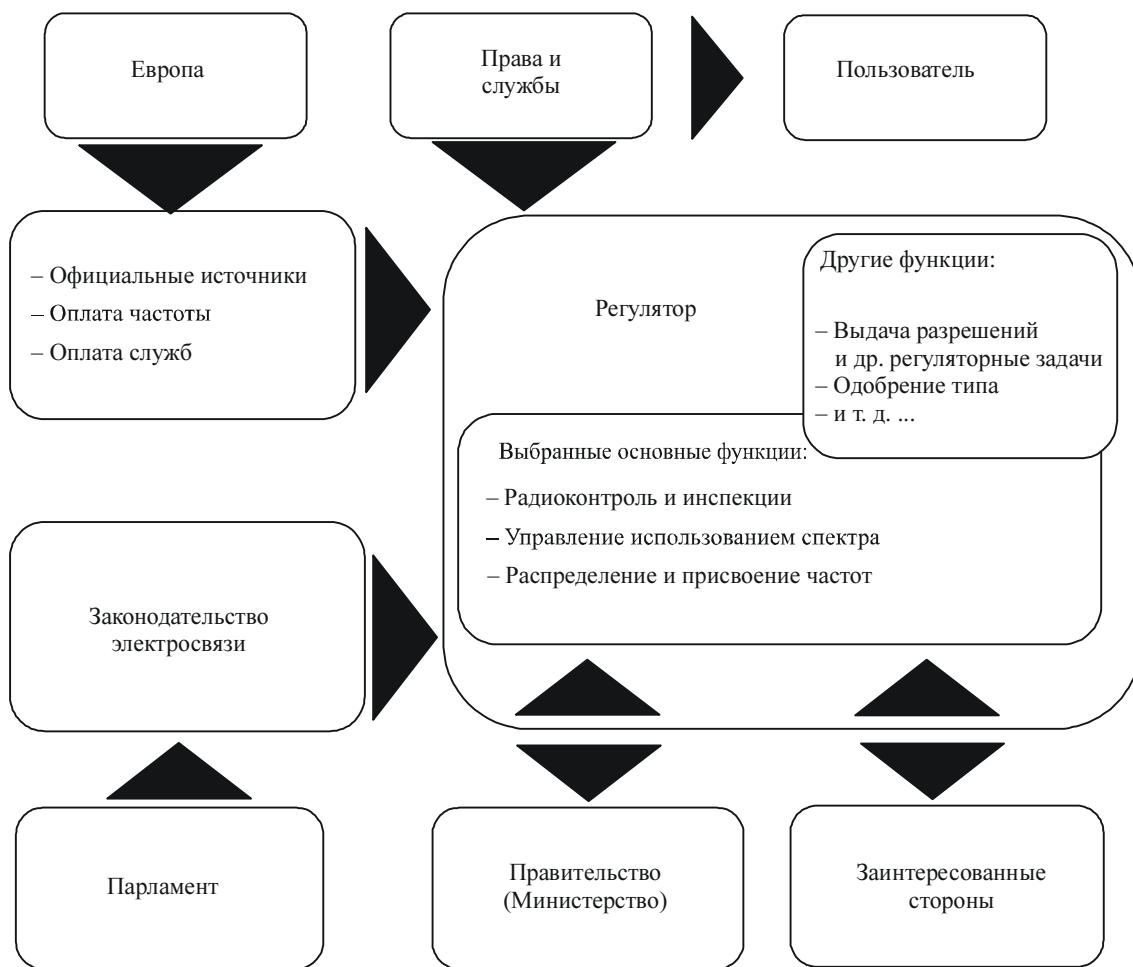 Европа
Права и
службы
Пользователь
– Официальные источники
– Оплата частоты
– Оплата служб
Регулятор
Другие функции:
– Выдача разрешений
и др. регуляторные задачи
– Одобрение типа
– и т. д. ...
Выбранные основные функции:
– Радиоконтроль и инспекции
– Управление использованием спектра
– Распределение и присвоение частот
Законодательство
электросвязи
Парламент
Правительство
(Министерство)
Заинтересованные
стороны